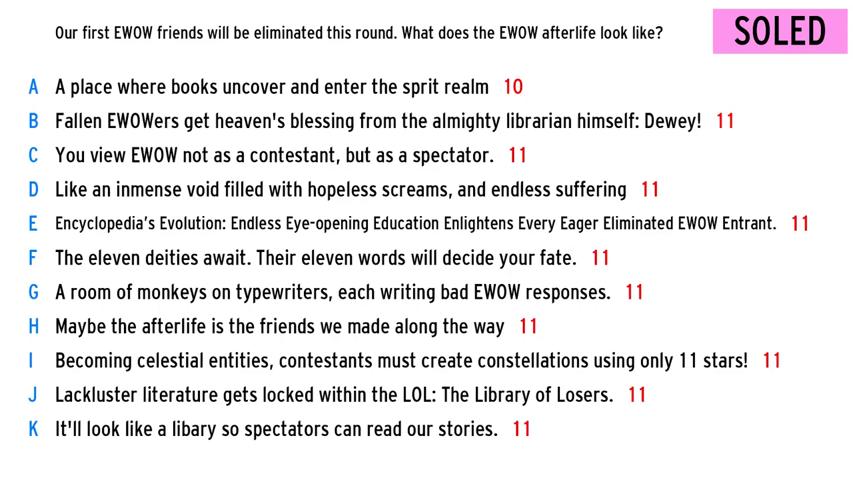 Our first EWOW friends will be eliminated this round. What does the EWOW afterlife look like?
SOLED
A A place where books uncover and enter the sprit realm 10
B Fallen EWOWers get heaven's blessing from the almighty librarian himself: Dewey! 11
C You view EWOW not as a contestant, but as a spectator. 11
D Like an inmense void filled with hopeless screams, and endless suffering 11
E Encyclopedia's Evolution: Endless Eye-opening Education Enlightens Every Eager Eliminated EWOW Entrant. 11
F The eleven deities await. Their eleven words will decide your fate. 11
G A room of monkeys on typewriters, each writing bad EWOW responses. 11
H Maybe the afterlife is the friends we made along the way 11
I Becoming celestial entities, contestants must create constellations using only 11 stars! 11
J Lackluster literature gets locked within the LOL: The Library of Losers. 11
K It'll look like a libary so spectators can read our stories. 11